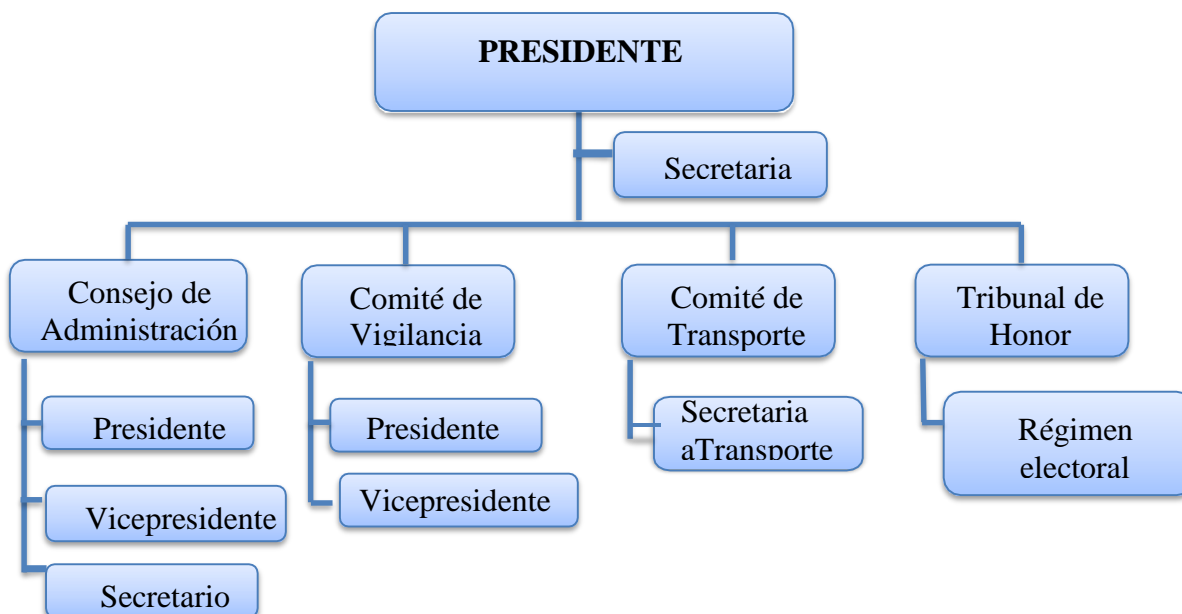 PRESIDENTE
Secretaria
Consejo de
Administración
Comité de
Vigilancia
Comité de
Transporte
Tribunal de
Honor
Presidente
Vicepresidente
Secretario
Presidente
Vicepresidente
Secretaria
aTransporte
Régimen
electoral